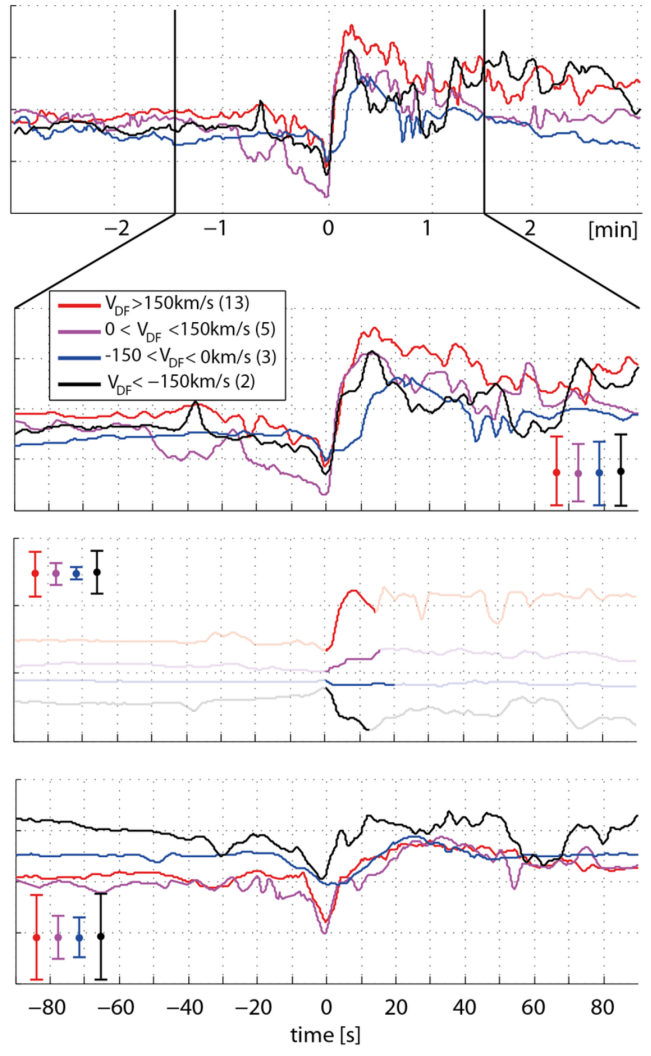 −2 −1 0 1 2 [min]
V_DF>150km/s (13)
0 < V_DF <150km/s (5)
-150 <V_DF< 0km/s (3)
V_DF< −150km/s (2)
−80 −60 −40 −20 0 20 40 60 80
time [s]